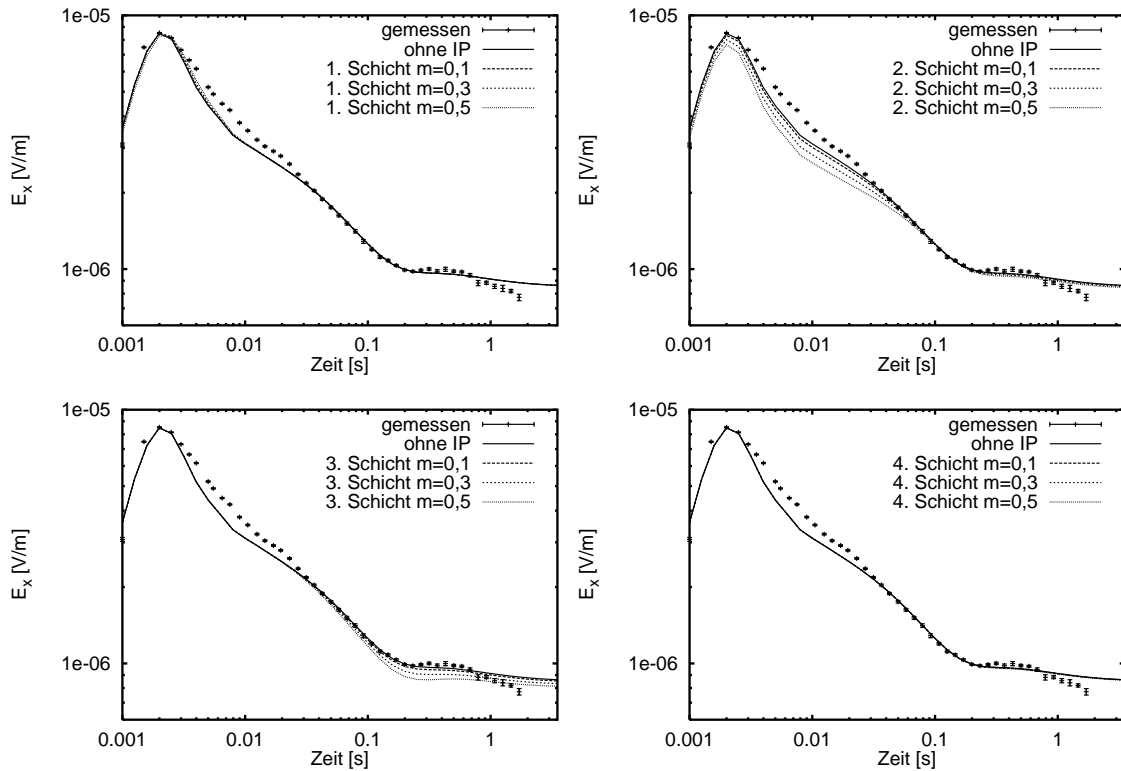 1e-05
gemessen
ohne IP
1. Schicht m=0,1
1. Schicht m=0,3
1. Schicht m=0,5
E_x [V/m]
1e-06
0.001 0.01 0.1 1
Zeit [s]
1e-05
gemessen
ohne IP
2. Schicht m=0,1
2. Schicht m=0,3
2. Schicht m=0,5
E_x [V/m]
1e-06
0.001 0.01 0.1 1
Zeit [s]
1e-05
gemessen
ohne IP
3. Schicht m=0,1
3. Schicht m=0,3
3. Schicht m=0,5
E_x [V/m]
1e-06
0.001 0.01 0.1 1
Zeit [s]
1e-05
gemessen
ohne IP
4. Schicht m=0,1
4. Schicht m=0,3
4. Schicht m=0,5
E_x [V/m]
1e-06
0.001 0.01 0.1 1
Zeit [s]